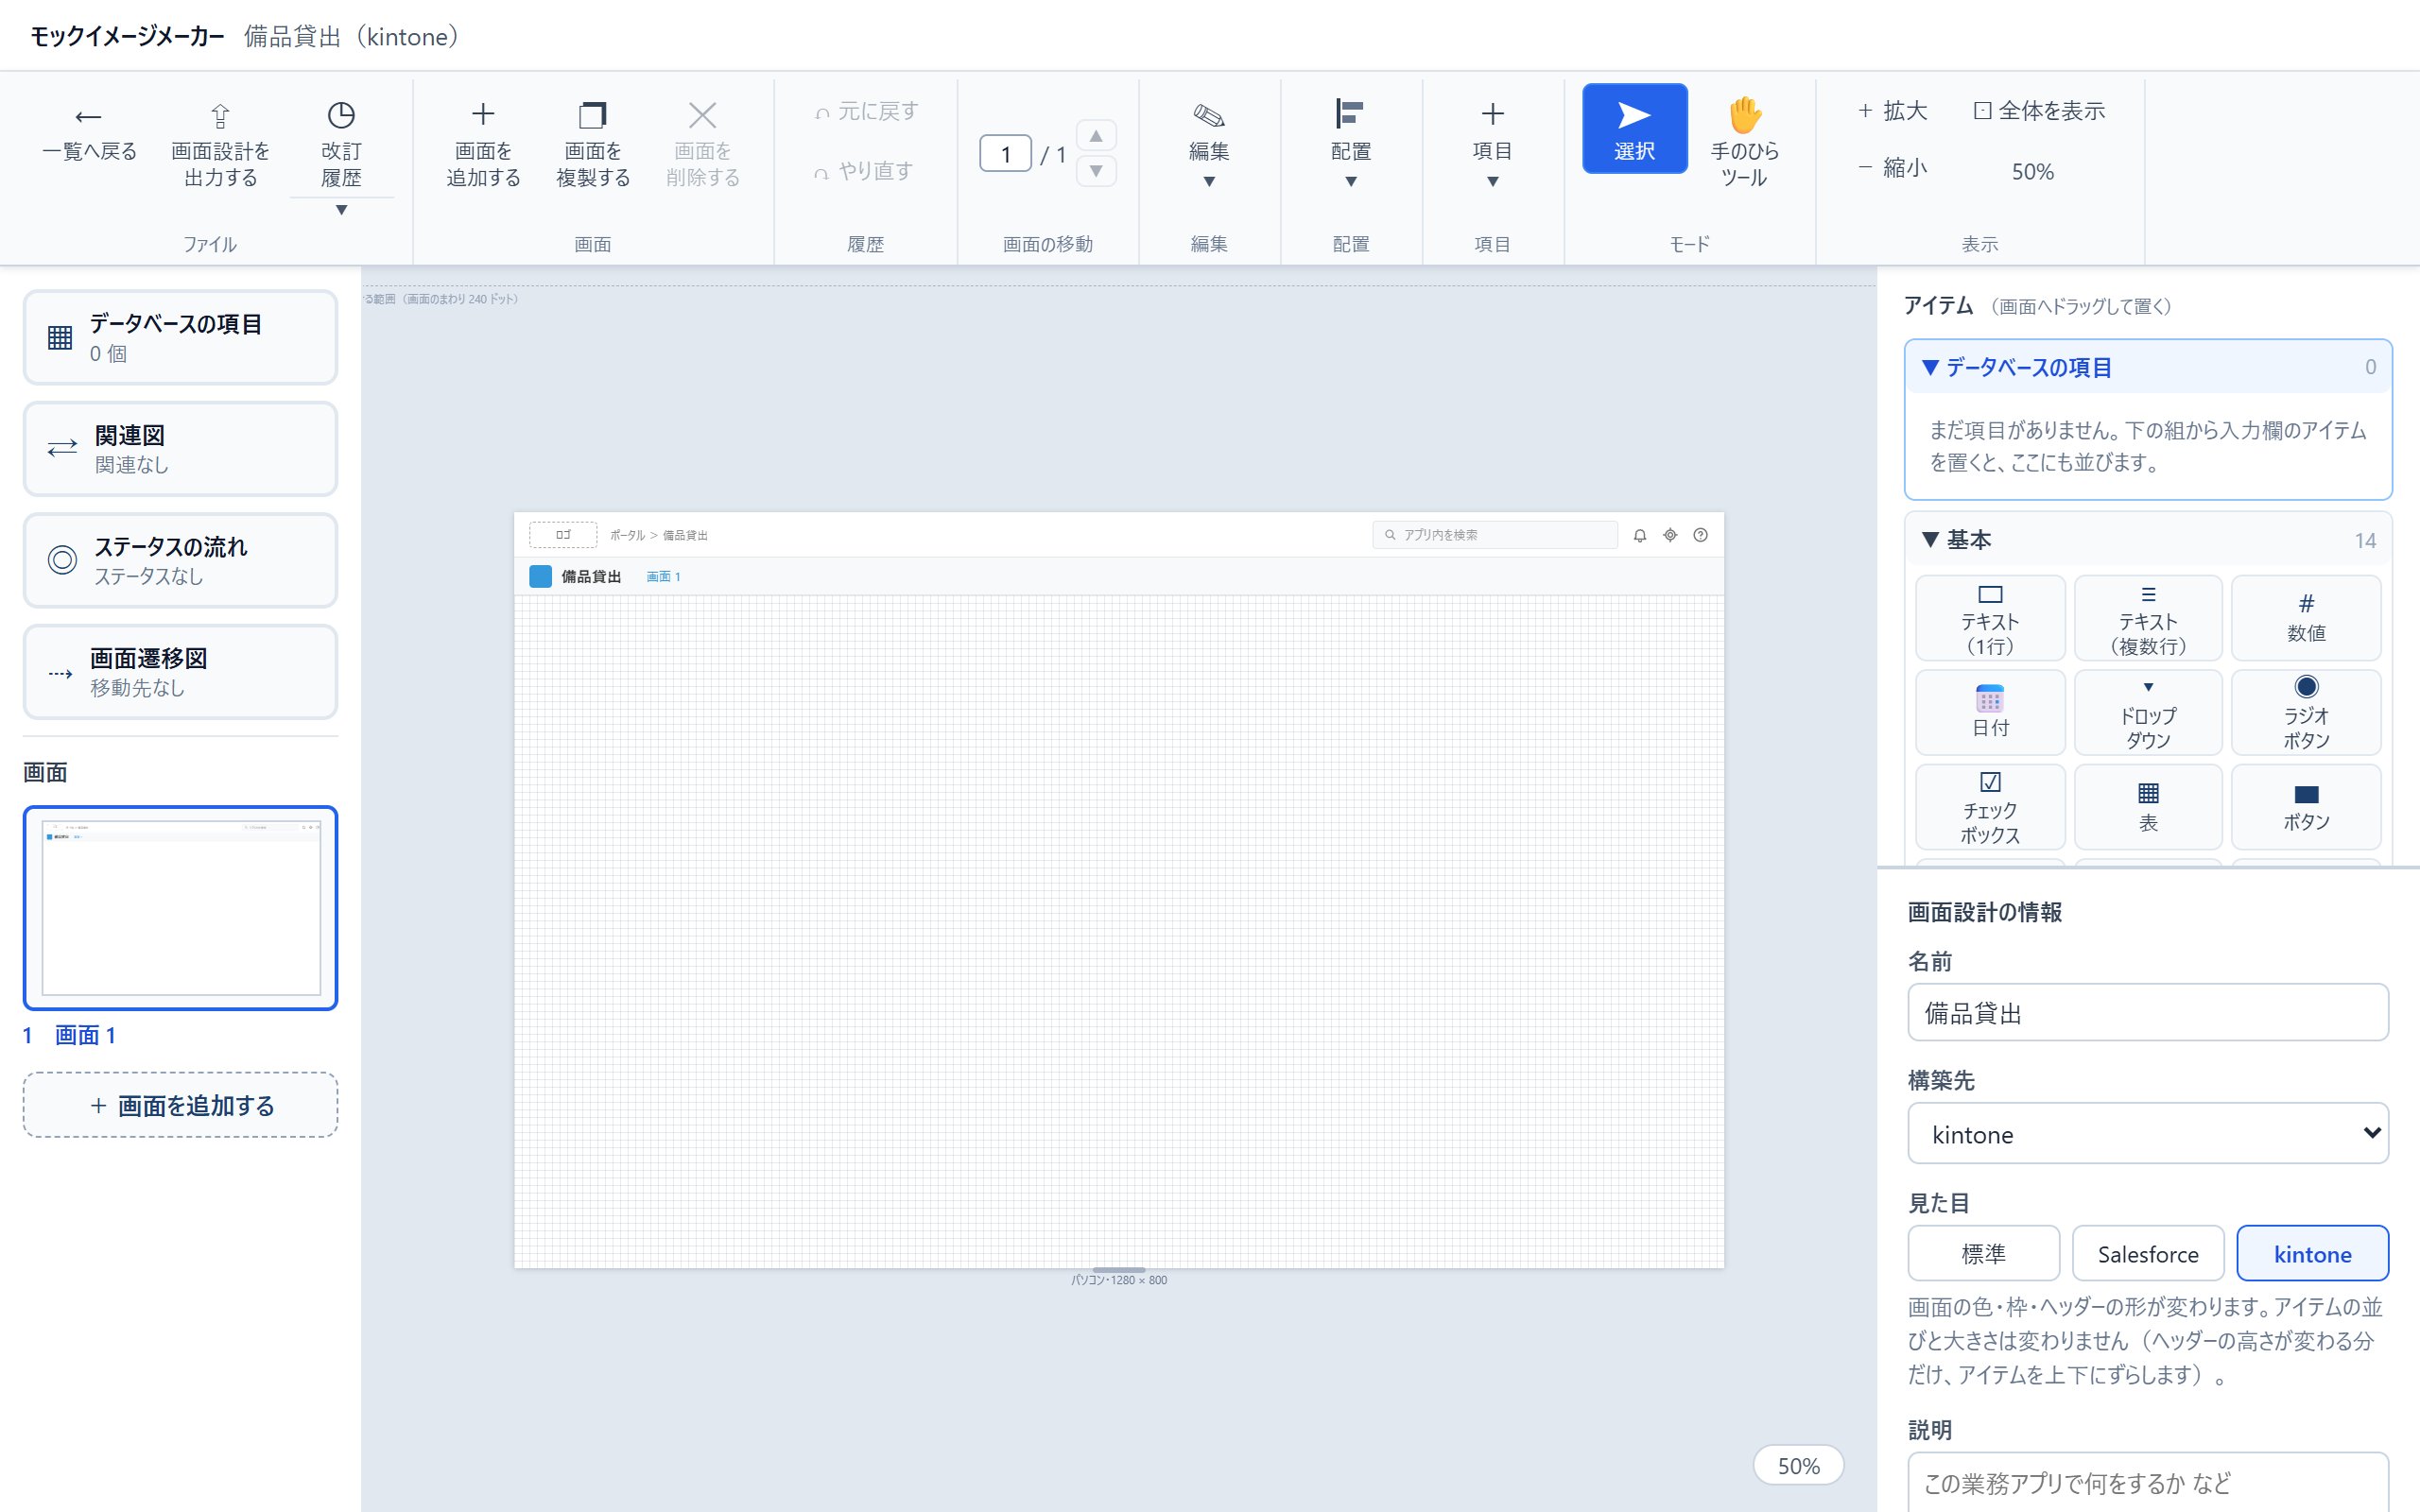 モックイメージメーカー 備品貸出（kintone）
← 一覧へ戻る
画面設計を
出力する
改訂
履歴
▼
ファイル
画面を
追加する
画面を
複製する
画面を
削除する
画面
元に戻す
やり直す
履歴
1 / 1
▲
▼
画面の移動
編集
▼
編集
配置
▼
配置
項目
▼
項目
選択
手のひら
ツール
モード
+ 拡大
全体を表示
− 縮小
50%
表示
データベースの項目
0 個
関連図
関連なし
ステータスの流れ
ステータスなし
画面遷移図
移動先なし
画面
1 画面 1
+ 画面を追加する
る範囲（画面のまわり 240 ドット）
ロゴ
ポータル > 備品貸出
アプリ内を検索
備品貸出
画面 1
パソコン・1280 × 800
50%
アイテム （画面へドラッグして置く）
▼ データベースの項目 0
まだ項目がありません。下の組から入力欄のアイテム
を置くと、ここにも並びます。
▼ 基本 14
テキスト
（1行）
テキスト
（複数行）
#
数値
日付
ドロップ
ダウン
ラジオ
ボタン
チェック
ボックス
表
ボタン
画面設計の情報
名前
備品貸出
構築先
kintone
見た目
標準
Salesforce
kintone
画面の色・枠・ヘッダーの形が変わります。アイテムの並
びと大きさは変わりません（ヘッダーの高さが変わる分
だけ、アイテムを上下にずらします）。
説明
この業務アプリで何をするか など